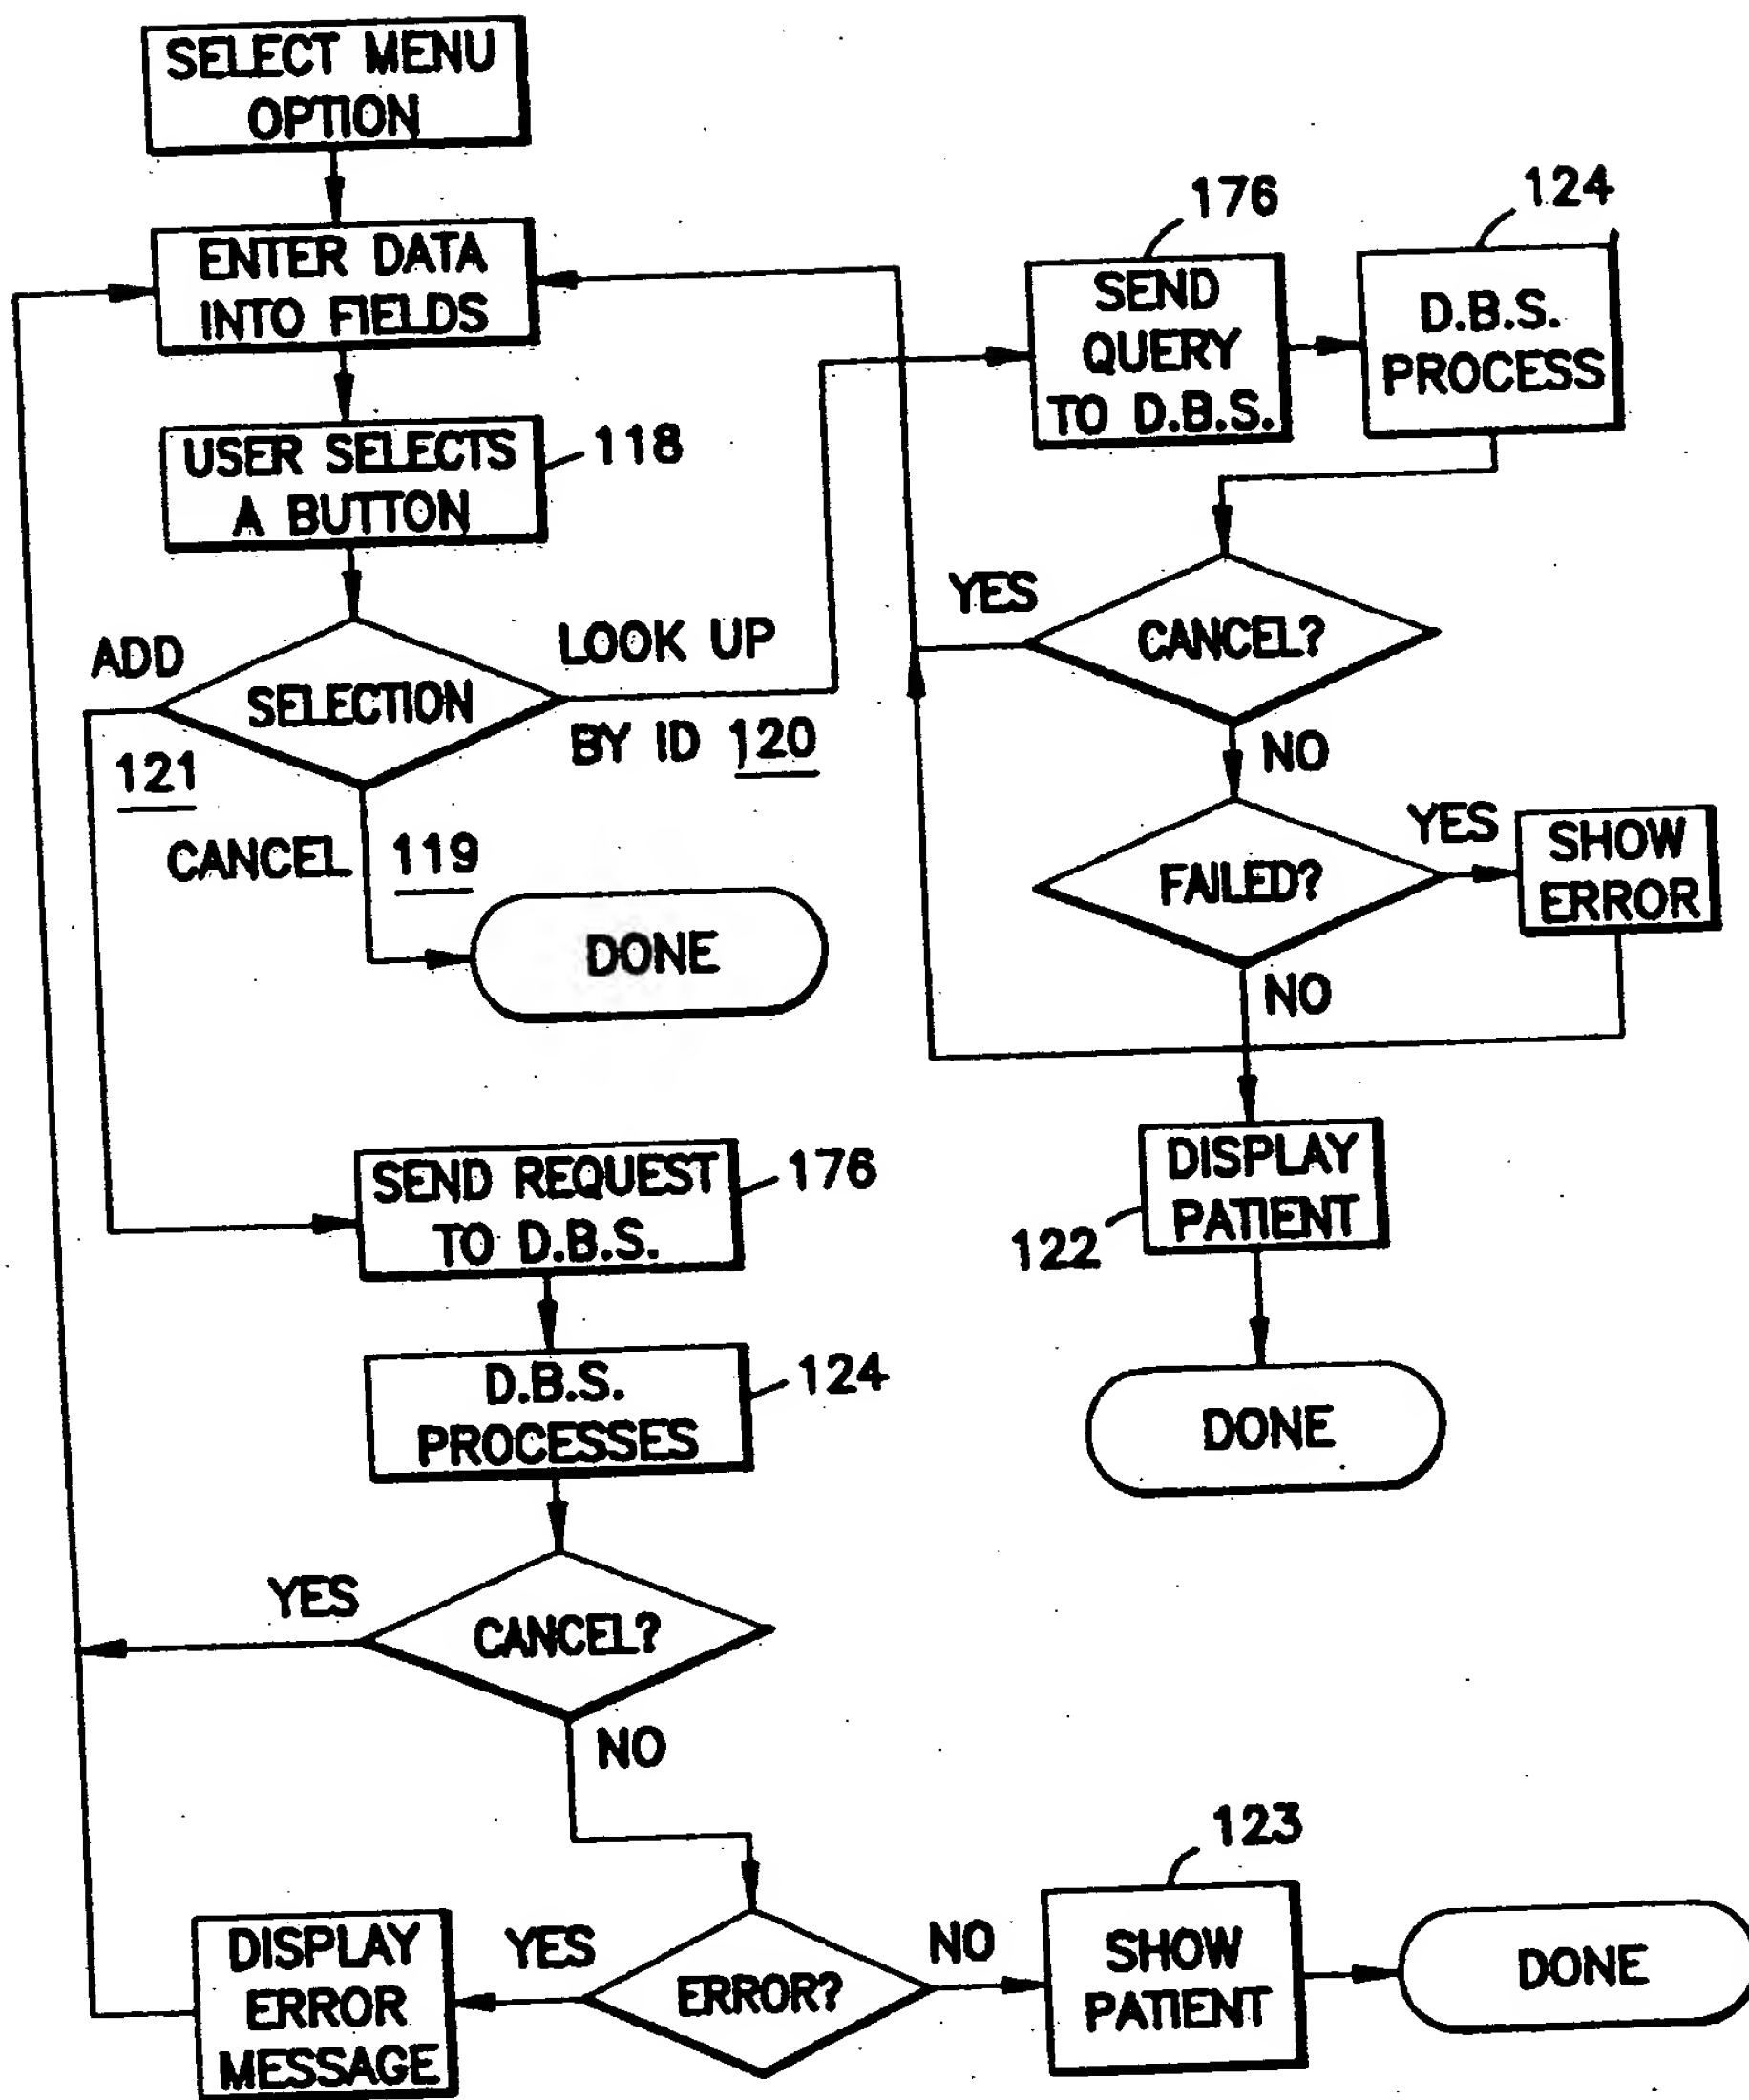 SELECT MENU
OPTION
ENTER DATA
INTO FIELDS
USER SELECTS
A BUTTON
118
ADD
SELECTION
LOOK UP
BY ID 120
121
CANCEL 119
DONE
176
SEND
QUERY
TO D.B.S.
124
D.B.S.
PROCESS
YES
CANCEL?
NO
FAILED?
YES
SHOW
ERROR
NO
DISPLAY
PATIENT
122
DONE
SEND REQUEST
TO D.B.S.
176
D.B.S.
PROCESSES
124
YES
CANCEL?
NO
ERROR?
YES
DISPLAY
ERROR
MESSAGE
NO
123
SHOW
PATIENT
DONE